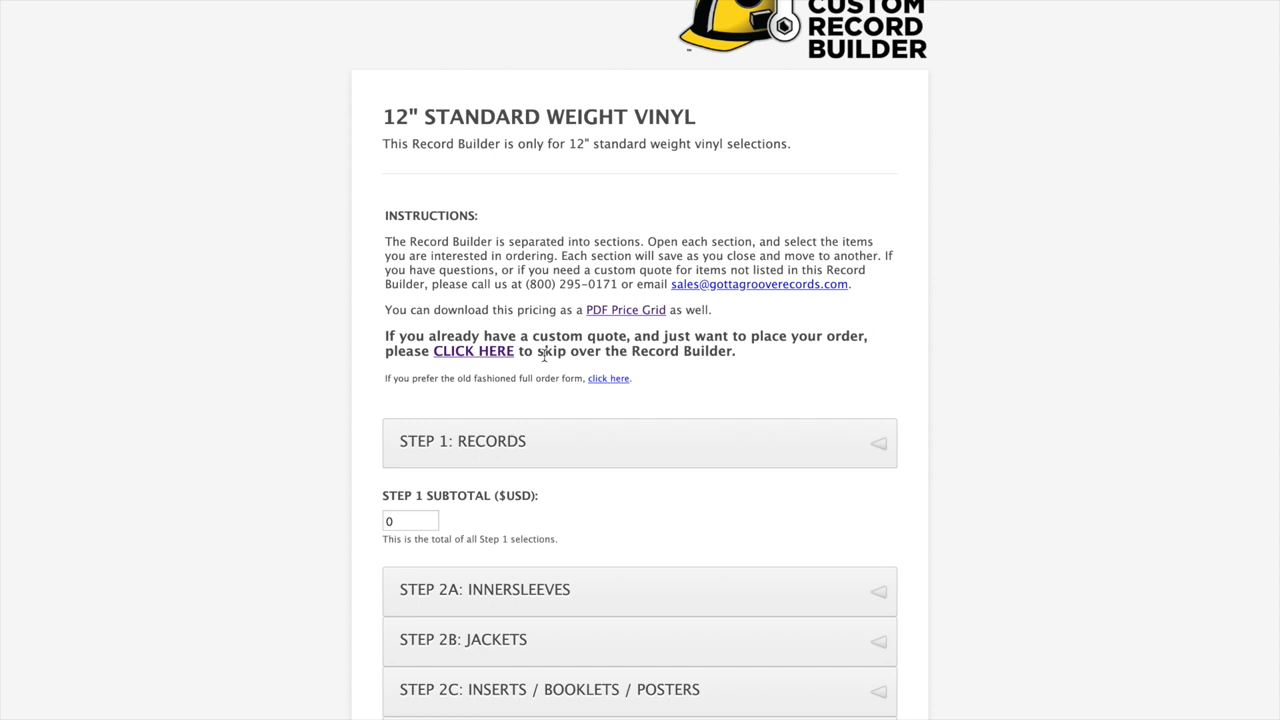 CUSTOM
RECORD
BUILDER
12" STANDARD WEIGHT VINYL
This Record Builder is only for 12" standard weight vinyl selections.
INSTRUCTIONS:
The Record Builder is separated into sections. Open each section, and select the items
you are interested in ordering. Each section will save as you close and move to another. If
you have questions, or if you need a custom quote for items not listed in this Record
Builder, please call us at (800) 295-0171 or email sales@gottagrooverecords.com.
You can download this pricing as a PDF Price Grid as well.
If you already have a custom quote, and just want to place your order,
please CLICK HERE to skip over the Record Builder.
If you prefer the old fashioned full order form, click here.
STEP 1: RECORDS
STEP 1 SUBTOTAL ($USD):
0
This is the total of all Step 1 selections.
STEP 2A: INNERSLEEVES
STEP 2B: JACKETS
STEP 2C: INSERTS / BOOKLETS / POSTERS